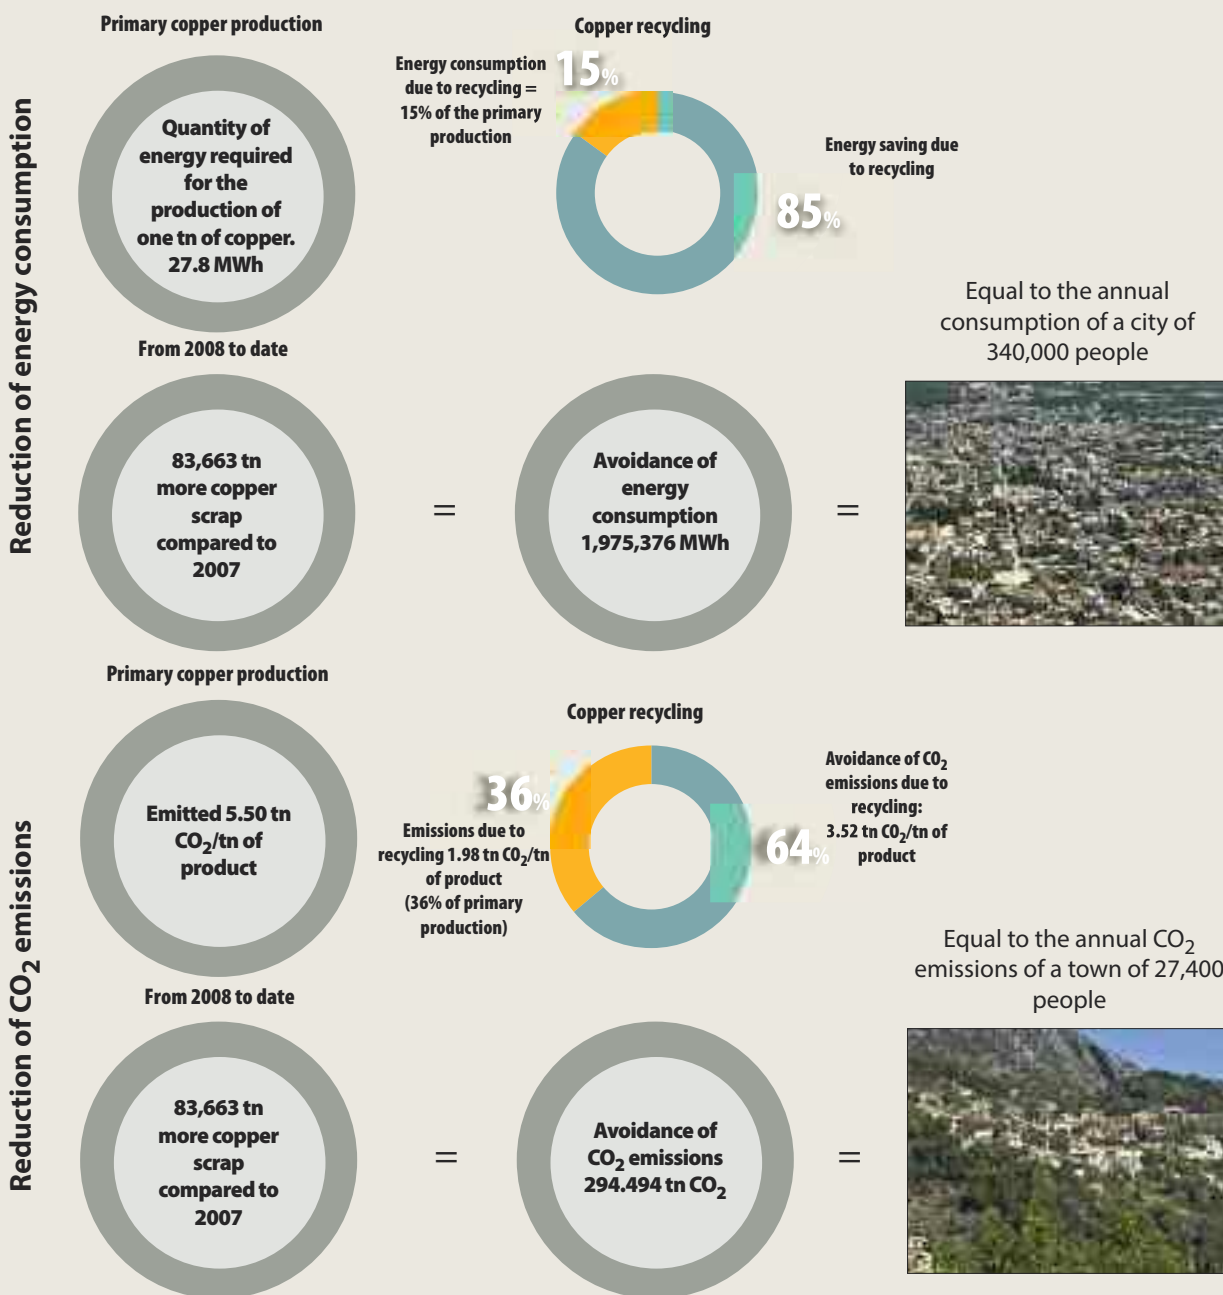 Reduction of energy consumption
Primary copper production
Quantity of
energy required
for the
production of
one tn of copper.
27.8 MWh
Copper recycling
Energy consumption
due to recycling =
15% of the primary
production
15%
Energy saving due
to recycling
85%
From 2008 to date
83,663 tn
more copper
scrap
compared to
2007
=
Avoidance of
energy
consumption
1,975,376 MWh
=
Equal to the annual
consumption of a city of
340,000 people
Reduction of CO₂ emissions
Primary copper production
Emitted 5.50 tn
CO₂/tn of
product
Copper recycling
36%
Emissions due to
recycling 1.98 tn CO₂/tn
of product
(36% of primary
production)
Avoidance of CO₂
emissions due to
recycling:
3.52 tn CO₂/tn of
product
64%
From 2008 to date
83,663 tn
more copper
scrap
compared to
2007
=
Avoidance of
CO₂ emissions
294.494 tn CO₂
=
Equal to the annual CO₂
emissions of a town of 27,400
people